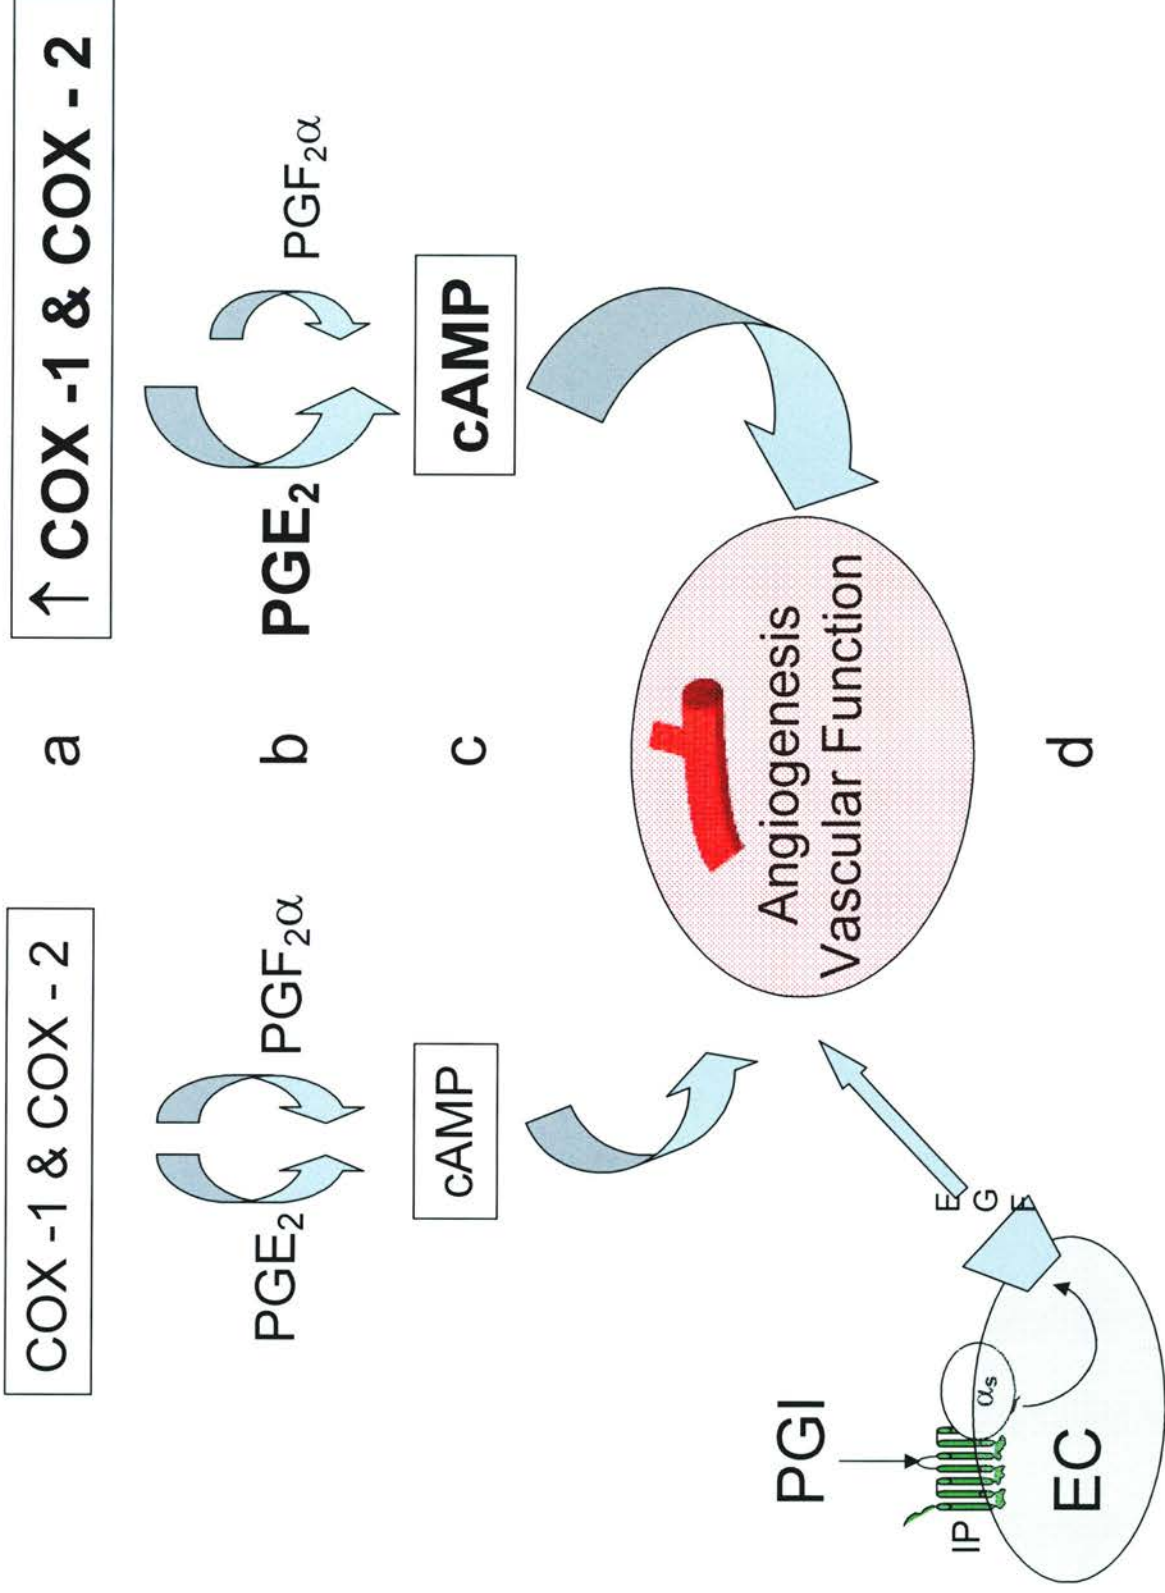 COX -1 & COX - 2
a
↑ COX -1 & COX - 2
PGE₂
PGF₂α
b
PGE₂
PGF₂α
cAMP
c
cAMP
Angiogenesis
Vascular Function
PGI
IP
αs
EC
E
G
F
d